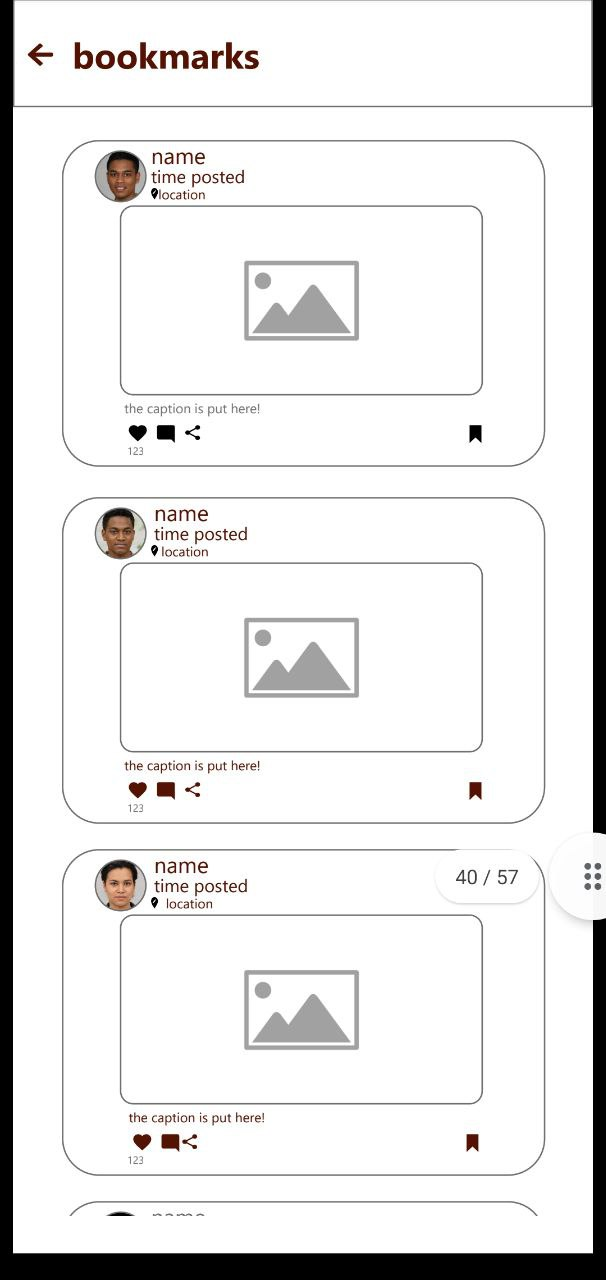 bookmarks
name
time posted
location
the caption is put here!
123
name
time posted
location
the caption is put here!
123
name
time posted
location
40 / 57
the caption is put here!
123
name